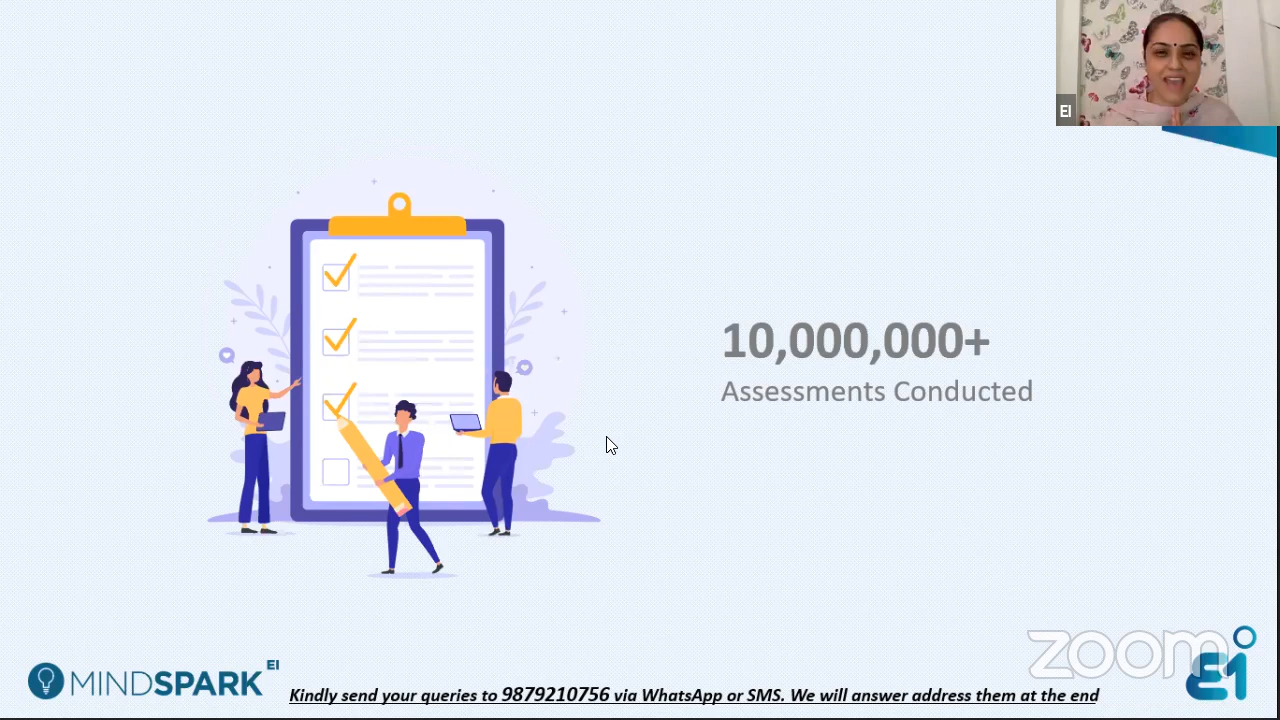 EI
10,000,000+
Assessments Conducted
zoom
EI
MINDSPARK EI
Kindly send your queries to 9879210756 via WhatsApp or SMS. We will answer address them at the end